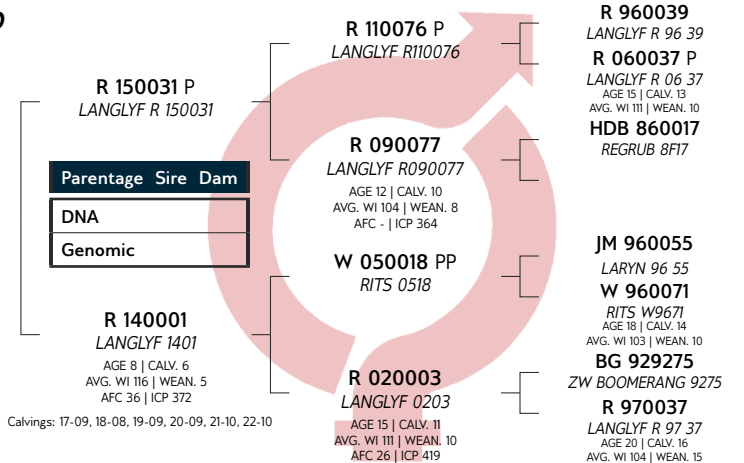 R 150031 P
LANGLYF R 150031
Parentage Sire Dam
DNA
Genomic
R 140001
LANGLYF 1401
AGE 8 | CALV. 6
AVG. WI 116 | WEAN. 5
AFC 36 | ICP 372
Calvings: 17-09, 18-08, 19-09, 20-09, 21-10, 22-10
R 110076 P
LANGLYF R110076
R 090077
LANGLYF R090077
AGE 12 | CALV. 10
AVG. WI 104 | WEAN. 8
AFC - | ICP 364
W 050018 PP
RITS 0518
R 020003
LANGLYF 0203
AGE 15 | CALV. 11
AVG. WI 111 | WEAN. 10
AFC 26 | ICP 419
R 960039
LANGLYF R 96 39
R 060037 P
LANGLYF R 06 37
AGE 15 | CALV. 13
AVG. WI 111 | WEAN. 10
HDB 860017
REGRUB 8F17
JM 960055
LARYN 96 55
W 960071
RITS W9671
AGE 18 | CALV. 14
AVG. WI 103 | WEAN. 10
BG 929275
ZW BOOMERANG 9275
R 970037
LANGLYF R 97 37
AGE 20 | CALV. 16
AVG. WI 104 | WEAN. 15